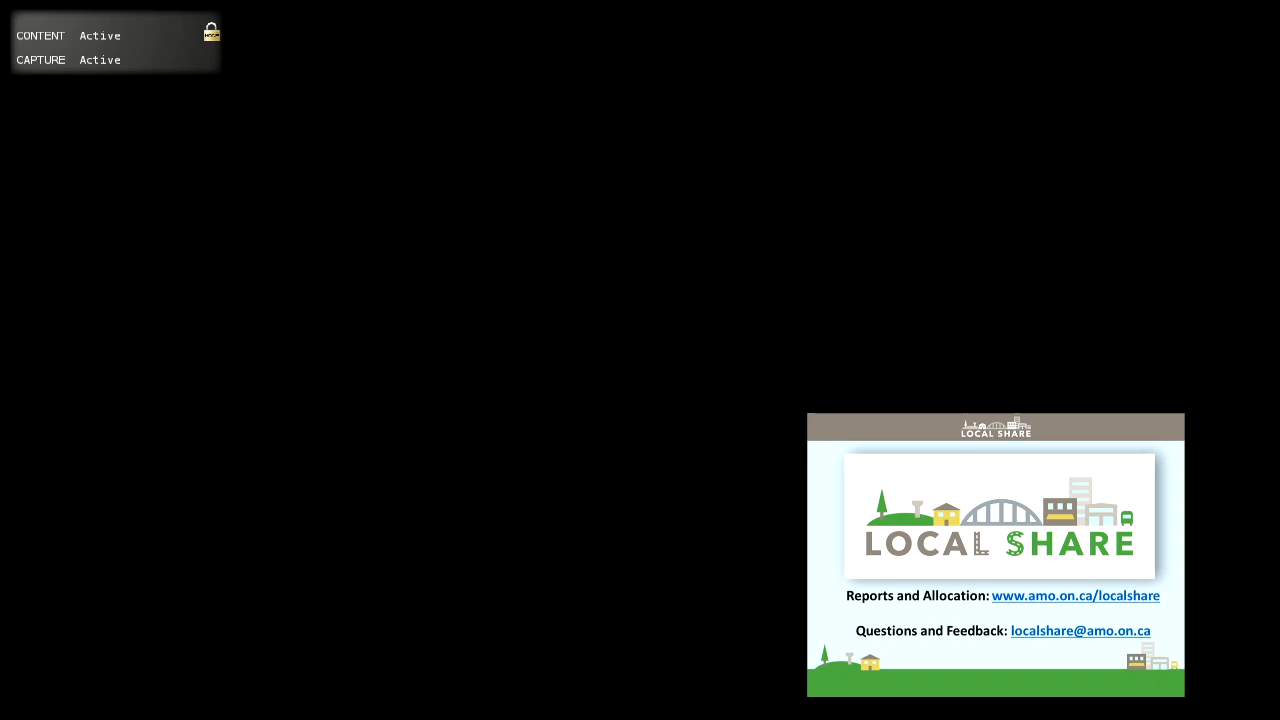 CONTENT Active
CAPTURE Active
LOCAL SHARE
LOCAL SHARE
Reports and Allocation: www.amo.on.ca/localshare
Questions and Feedback: localshare@amo.on.ca